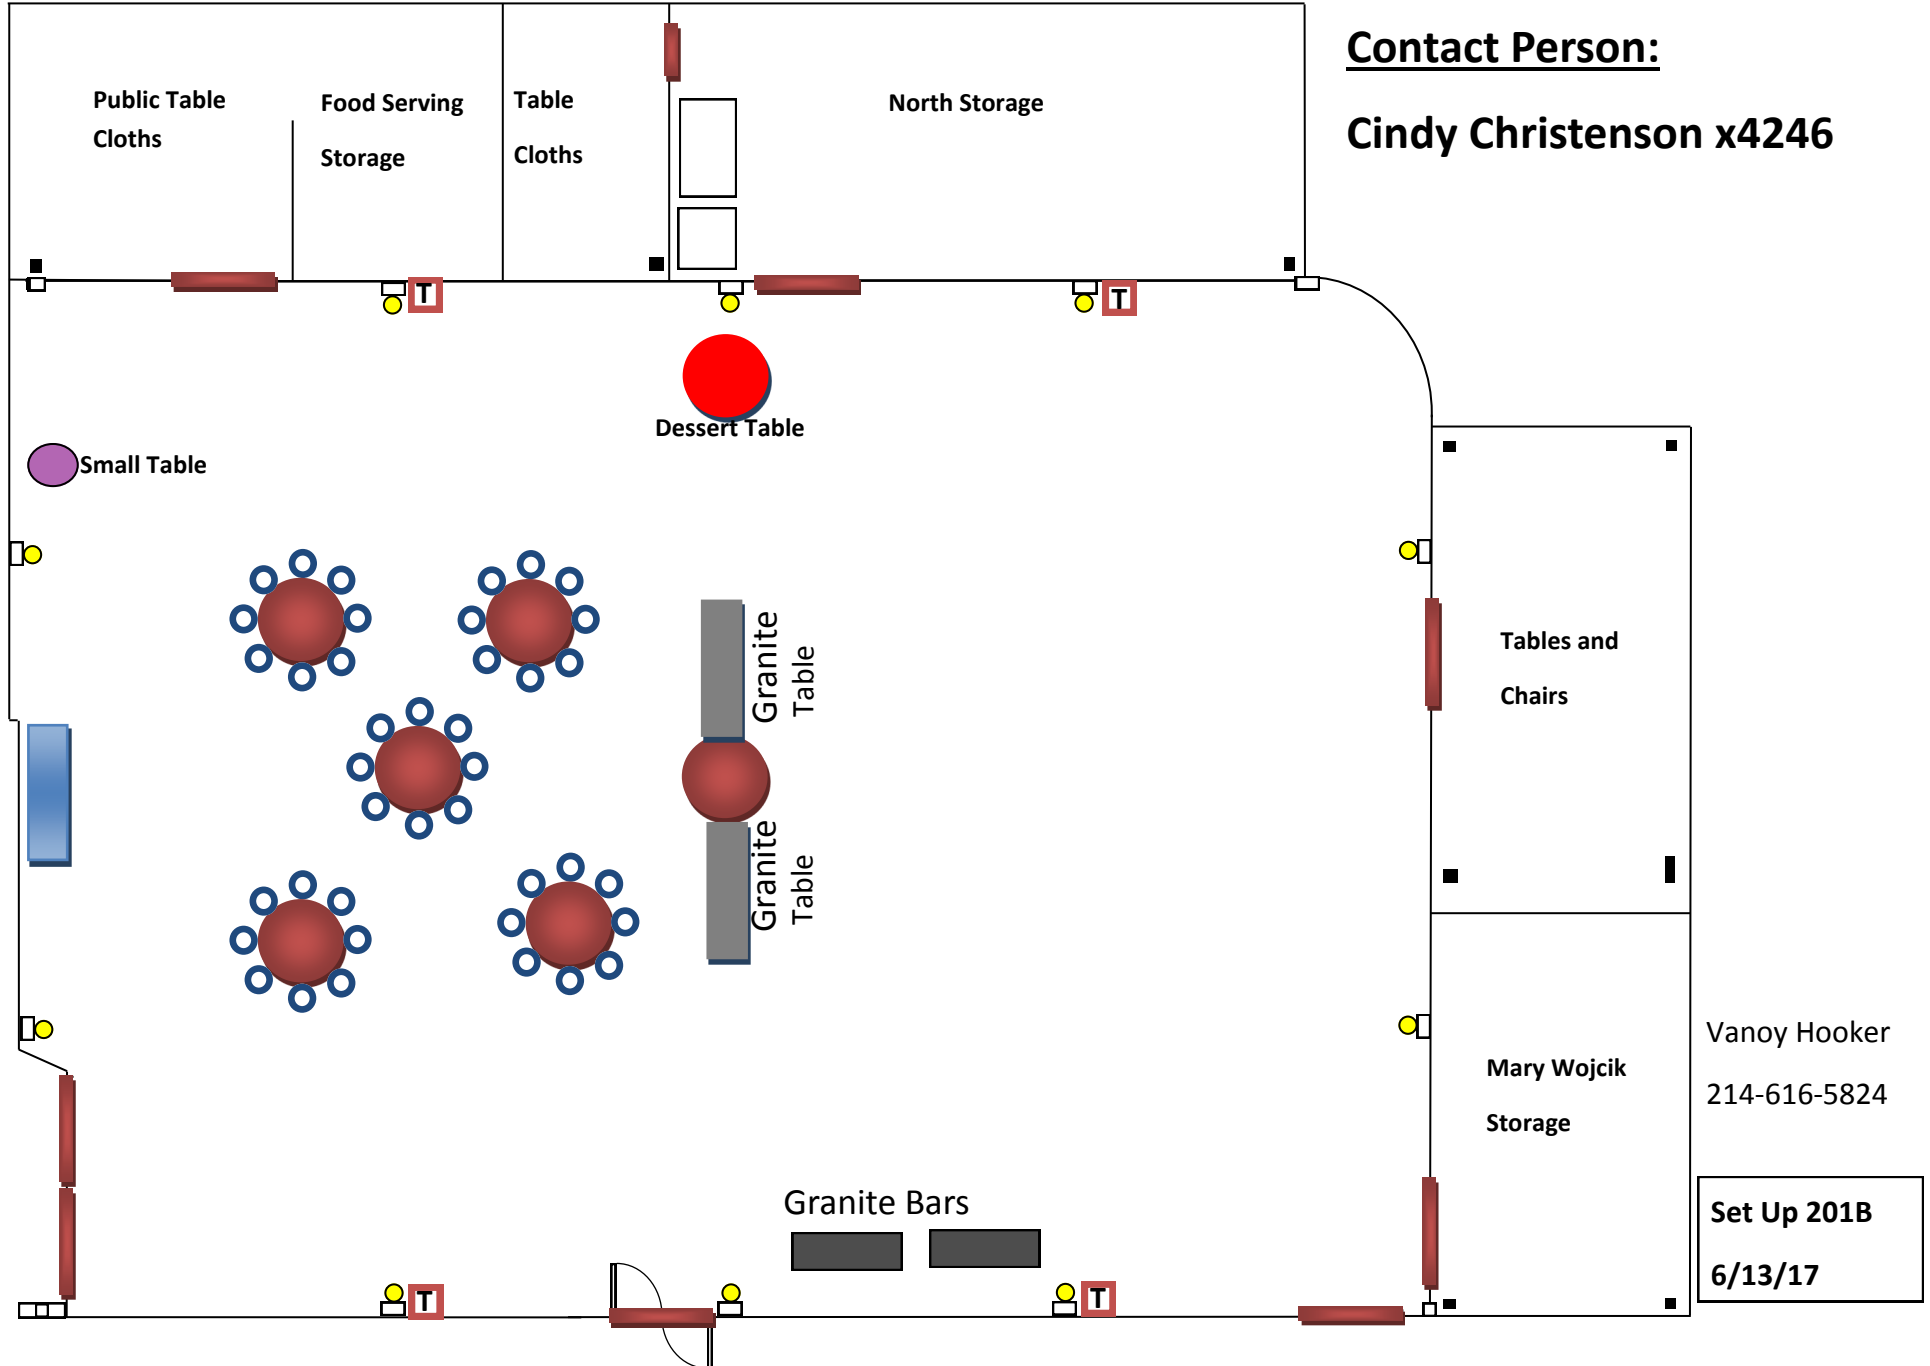 Contact Person:
Cindy Christenson x4246
Public Table
Cloths
Food Serving
Storage
Table
Cloths
North Storage
T
T
Dessert Table
Small Table
Granite
Table
Granite
Table
Tables and
Chairs
Mary Wojcik
Storage
Vanoy Hooker
214-616-5824
Granite Bars
Set Up 201B
6/13/17
T
T